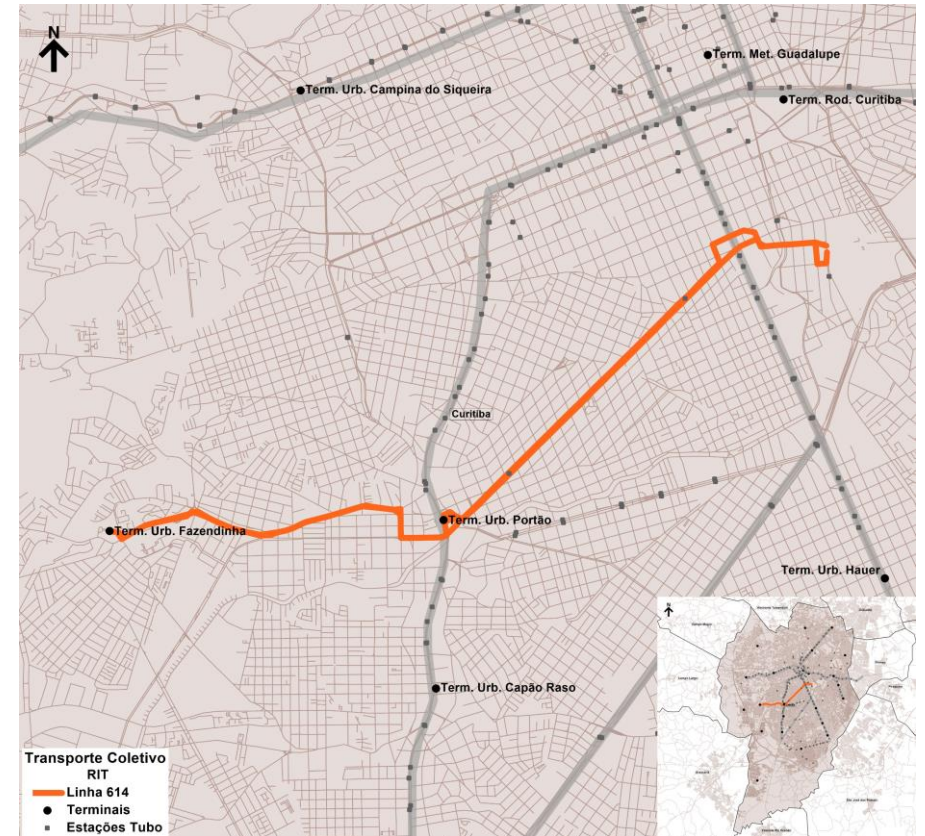 N
Term. Met. Guadalupe
Term. Urb. Campina do Siqueira
Term. Rod. Curitiba
Curitiba
Term. Urb. Portão
Term. Urb. Fazendinha
Term. Urb. Hauer
Term. Urb. Capão Raso
Transporte Coletivo
RIT
Linha 614
Terminais
Estações Tubo